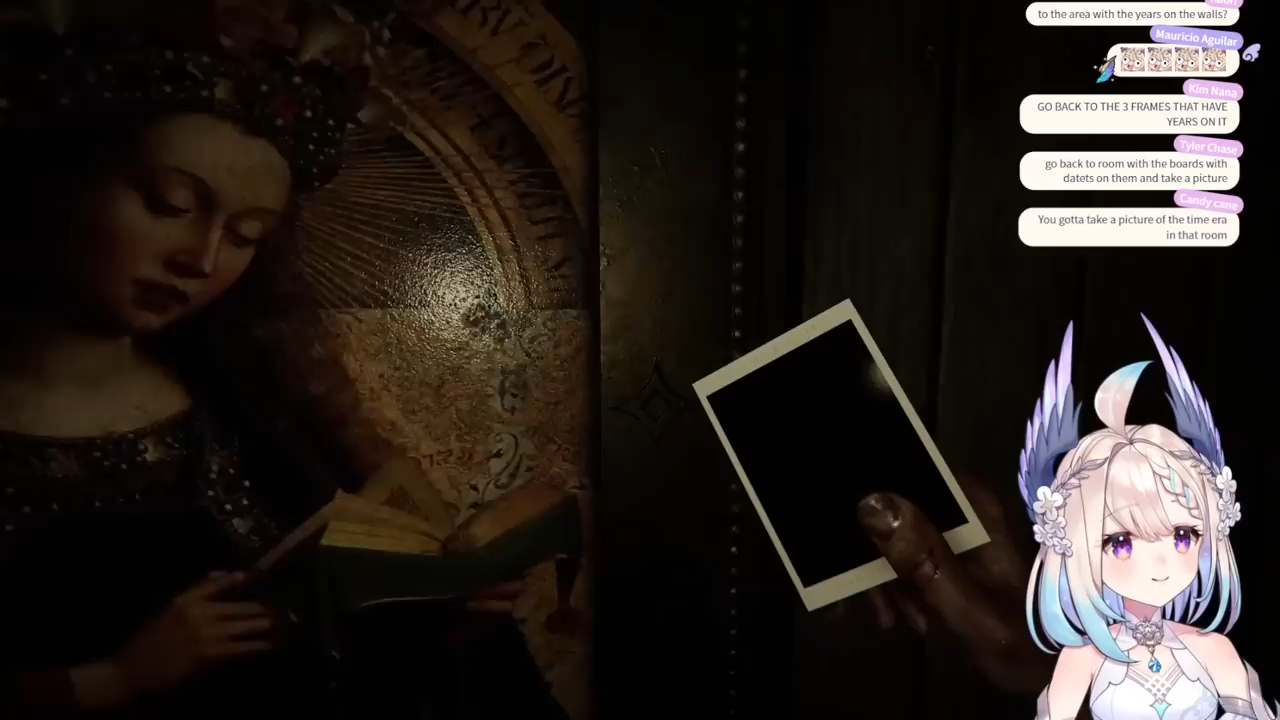 to the area with the years on the walls?
Mauricio Aguilar
Kim Nana
GO BACK TO THE 3 FRAMES THAT HAVE
YEARS ON IT
Tyler Chase
go back to room with the boards with
datets on them and take a picture
Candy cane
You gotta take a picture of the time era
in that room